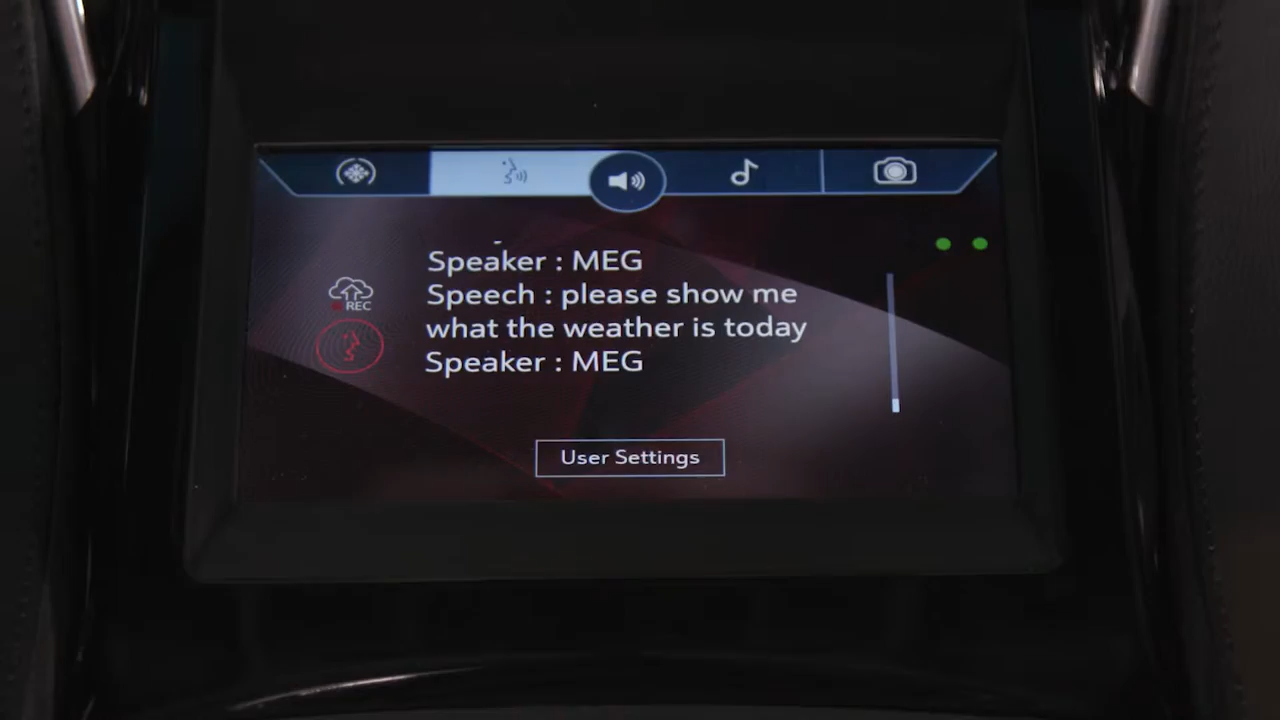 Speaker : MEG
Speech : please show me
what the weather is today
Speaker : MEG
REC
User Settings